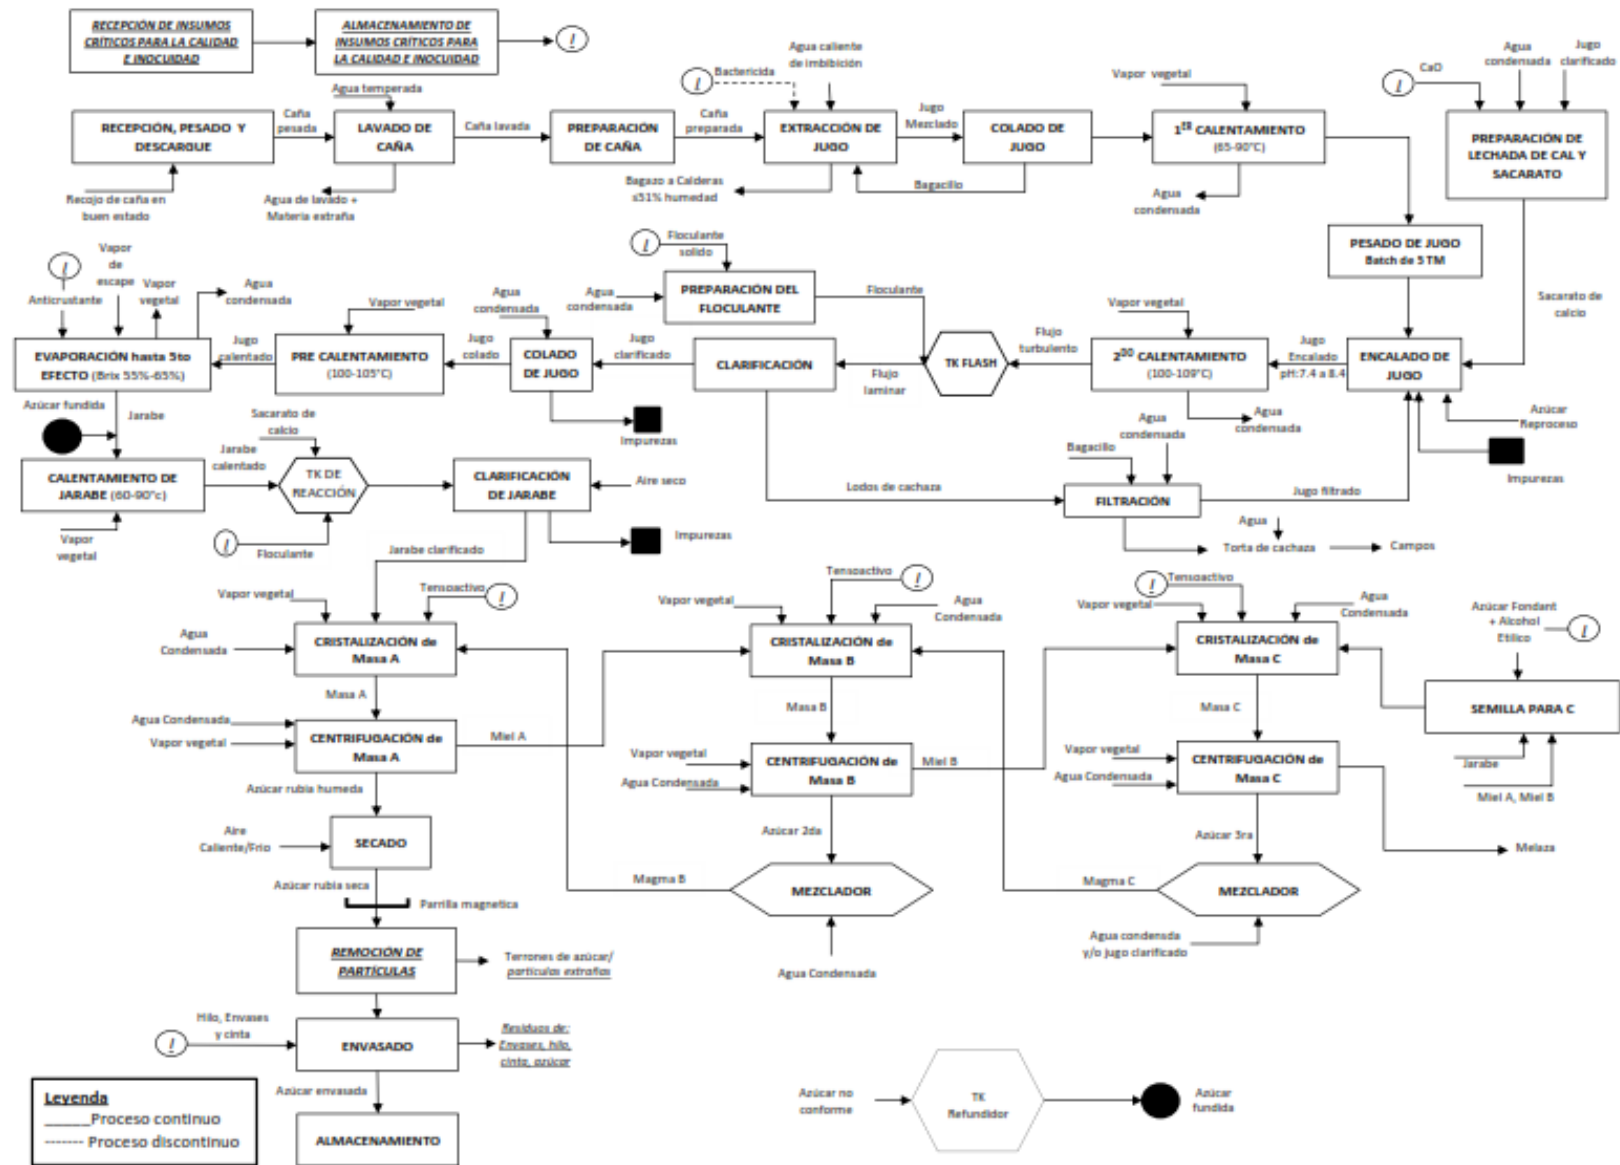 RECEPCIÓN DE INSUMOS
CRÍTICOS PARA LA CALIDAD
E INOCUIDAD
ALMACENAMIENTO DE
INSUMOS CRÍTICOS PARA
LA CALIDAD E INOCUIDAD
I
Agua temperada
I
Bactericida
Agua caliente
de imbibición
Vapor vegetal
I
CaO
Agua
condensada
Jugo
clarificado
RECEPCIÓN, PESADO Y
DESCARGUE
Caña
pesada
LAVADO DE
CAÑA
Caña lavada
PREPARACIÓN
DE CAÑA
Caña
preparada
EXTRACCIÓN DE
JUGO
Jugo
Mezclado
COLADO DE
JUGO
1ER CALENTAMIENTO
(65-90°C)
PREPARACIÓN DE
LECHADA DE CAL Y
SACARATO
Recojo de caña en
buen estado
Agua de lavado +
Materia extraña
Bagazo a Calderas
≤51% humedad
Bagacillo
Agua
condensada
PESADO DE JUGO
Batch de 5 TM
Sacarato de
calcio
I
Anticrustante
Vapor
de
escape
Vapor
vegetal
Agua
condensada
Vapor vegetal
Agua
condensada
Agua
condensada
I
Floculante
solido
PREPARACIÓN DEL
FLOCULANTE
Floculante
Vapor vegetal
EVAPORACIÓN hasta 5to
EFECTO (Brix 55%-65%)
Jugo
calentado
PRE CALENTAMIENTO
(100-105°C)
Jugo
colado
COLADO
DE JUGO
Jugo
clarificado
CLARIFICACIÓN
Flujo
laminar
TK FLASH
Flujo
turbulento
2DO CALENTAMIENTO
(100-109°C)
Jugo
Encalado
pH:7.4 a 8.4
ENCALADO DE
JUGO
Azúcar fundida
Jarabe
Impurezas
Agua
condensada
Agua
condensada
Azúcar
Reproceso
Impurezas
CALENTAMIENTO DE
JARABE (60-90°c)
Jarabe
calentado
Sacarato de
calcio
TK DE
REACCIÓN
CLARIFICACIÓN
DE JARABE
Aire seco
Lodos de cachaza
Bagacillo
FILTRACIÓN
Jugo filtrado
Vapor
vegetal
I
Floculante
Jarabe clarificado
Impurezas
Agua
Torta de cachaza
Campos
Vapor vegetal
Tensoactivo
I
Agua
Condensada
CRISTALIZACIÓN de
Masa A
Vapor vegetal
Tensoactivo
I
Agua
Condensada
CRISTALIZACIÓN de
Masa B
I
Tensoactivo
Vapor vegetal
Agua
Condensada
CRISTALIZACIÓN de
Masa C
Azúcar Fondant
+ Alcohol
Etílico
I
SEMILLA PARA C
Jarabe
Miel A, Miel B
Masa A
Masa B
Masa C
Agua Condensada
Vapor vegetal
CENTRIFUGACIÓN de
Masa A
Miel A
Vapor vegetal
Agua Condensada
CENTRIFUGACIÓN de
Masa B
Miel B
Vapor vegetal
Agua Condensada
CENTRIFUGACIÓN de
Masa C
Azúcar rubia humeda
Azúcar 2da
Azúcar 3ra
Melaza
Aire
Caliente/Frio
SECADO
Azúcar rubia seca
Parrilla magnetica
Magma B
MEZCLADOR
Magma C
MEZCLADOR
Agua Condensada
Agua condensda
y/o jugo clarificado
REMOCIÓN DE
PARTÍCULAS
Terrones de azúcar/
partículas extrañas
I
Hilo, Envases
y cinta
ENVASADO
Residuos de:
Envases, hilo,
cinta, azúcar
Azúcar envasada
ALMACENAMIENTO
Leyenda
Proceso continuo
Proceso discontinuo
Azúcar no
conforme
TK
Refundidor
Azúcar
fundida